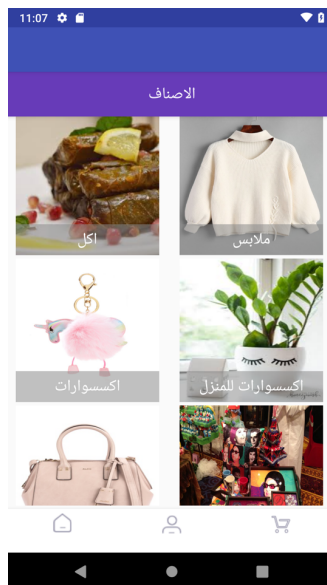 11:07
الاصناف
ملابس
اكل
اكسسوارات للمنزل
اكسسوارات